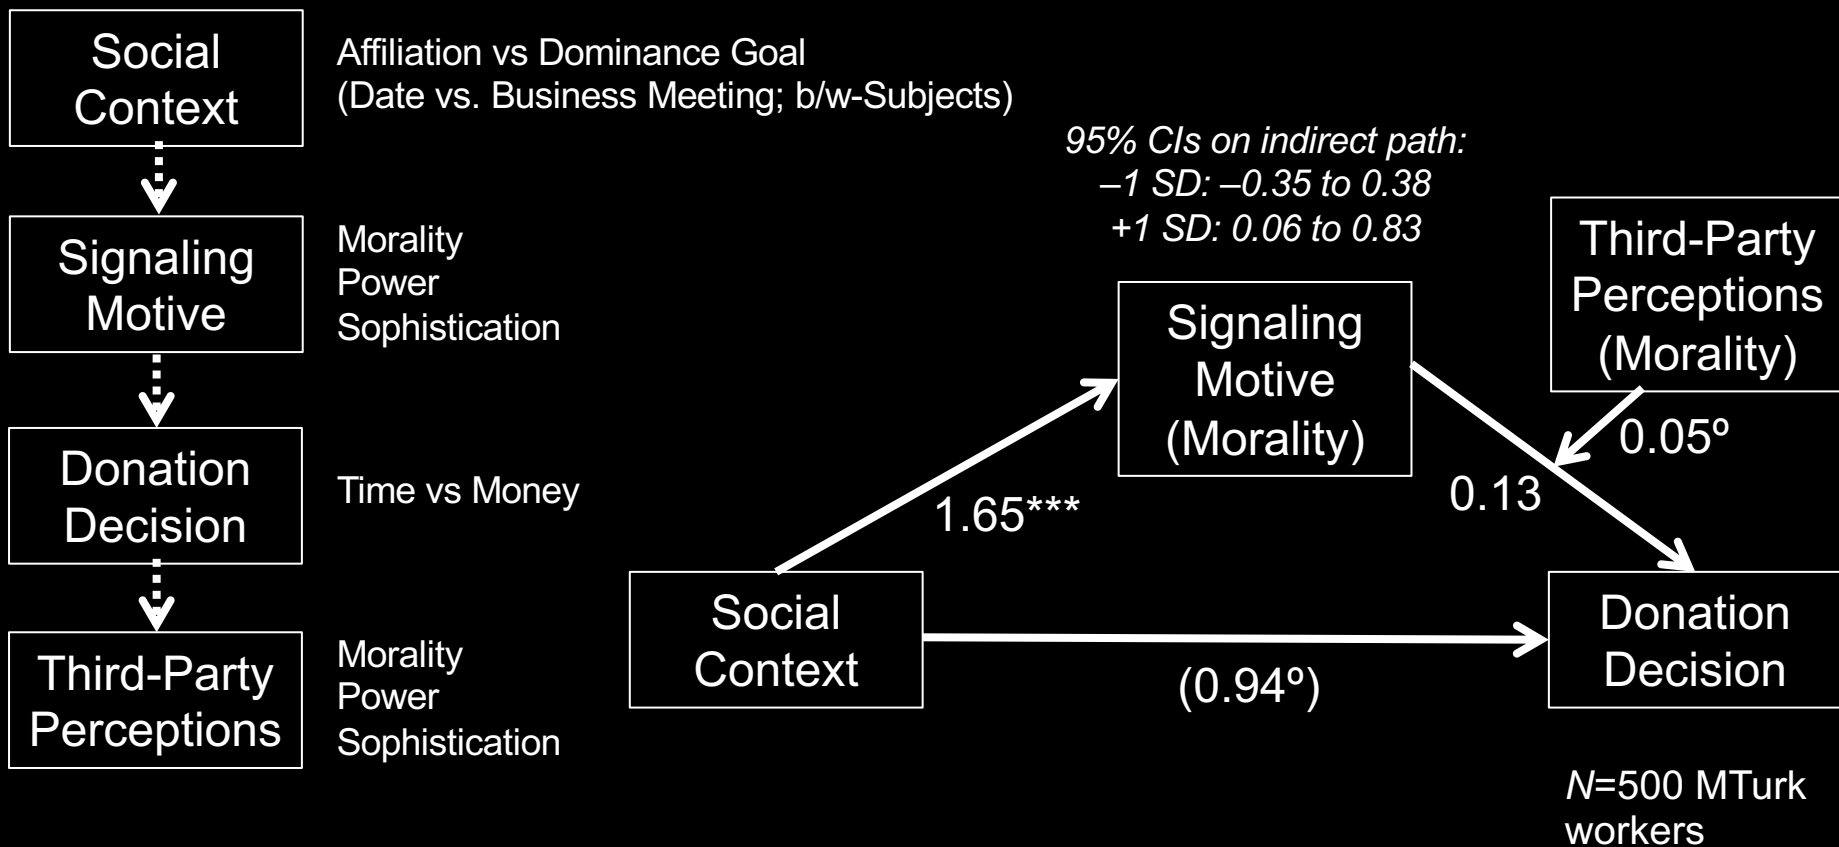 Social
Context
Affiliation vs Dominance Goal
(Date vs. Business Meeting; b/w-Subjects)
Signaling
Motive
Morality
Power
Sophistication
Donation
Decision
Time vs Money
Third-Party
Perceptions
Morality
Power
Sophistication
95% CIs on indirect path:
–1 SD: –0.35 to 0.38
+1 SD: 0.06 to 0.83
Signaling
Motive
(Morality)
Third-Party
Perceptions
(Morality)
0.05º
0.13
1.65***
Social
Context
(0.94º)
Donation
Decision
N=500 MTurk
workers